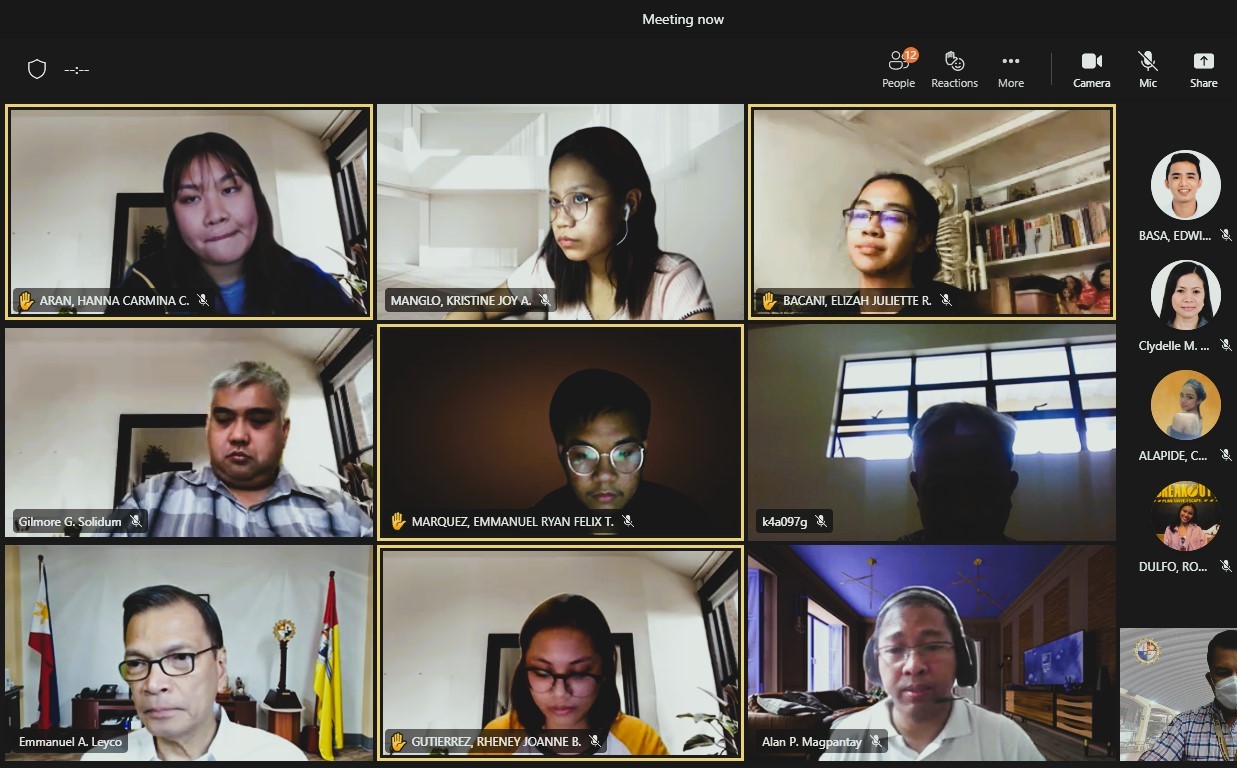 Meeting now
--:--
12
People
Reactions
More
Camera
Mic
Share
ARAN, HANNA CARMINA C.
MANGLO, KRISTINE JOY A.
BACANI, ELIZAH JULIETTE R.
BASA, EDWI...
Clydelle M. ...
Gilmore G. Solidum
MARQUEZ, EMMANUEL RYAN FELIX T.
k4a097g
ALAPIDE, C...
DULFO, RO...
Emmanuel A. Leyco
GUTIERREZ, RHENEY JOANNE B.
Alan P. Magpantay